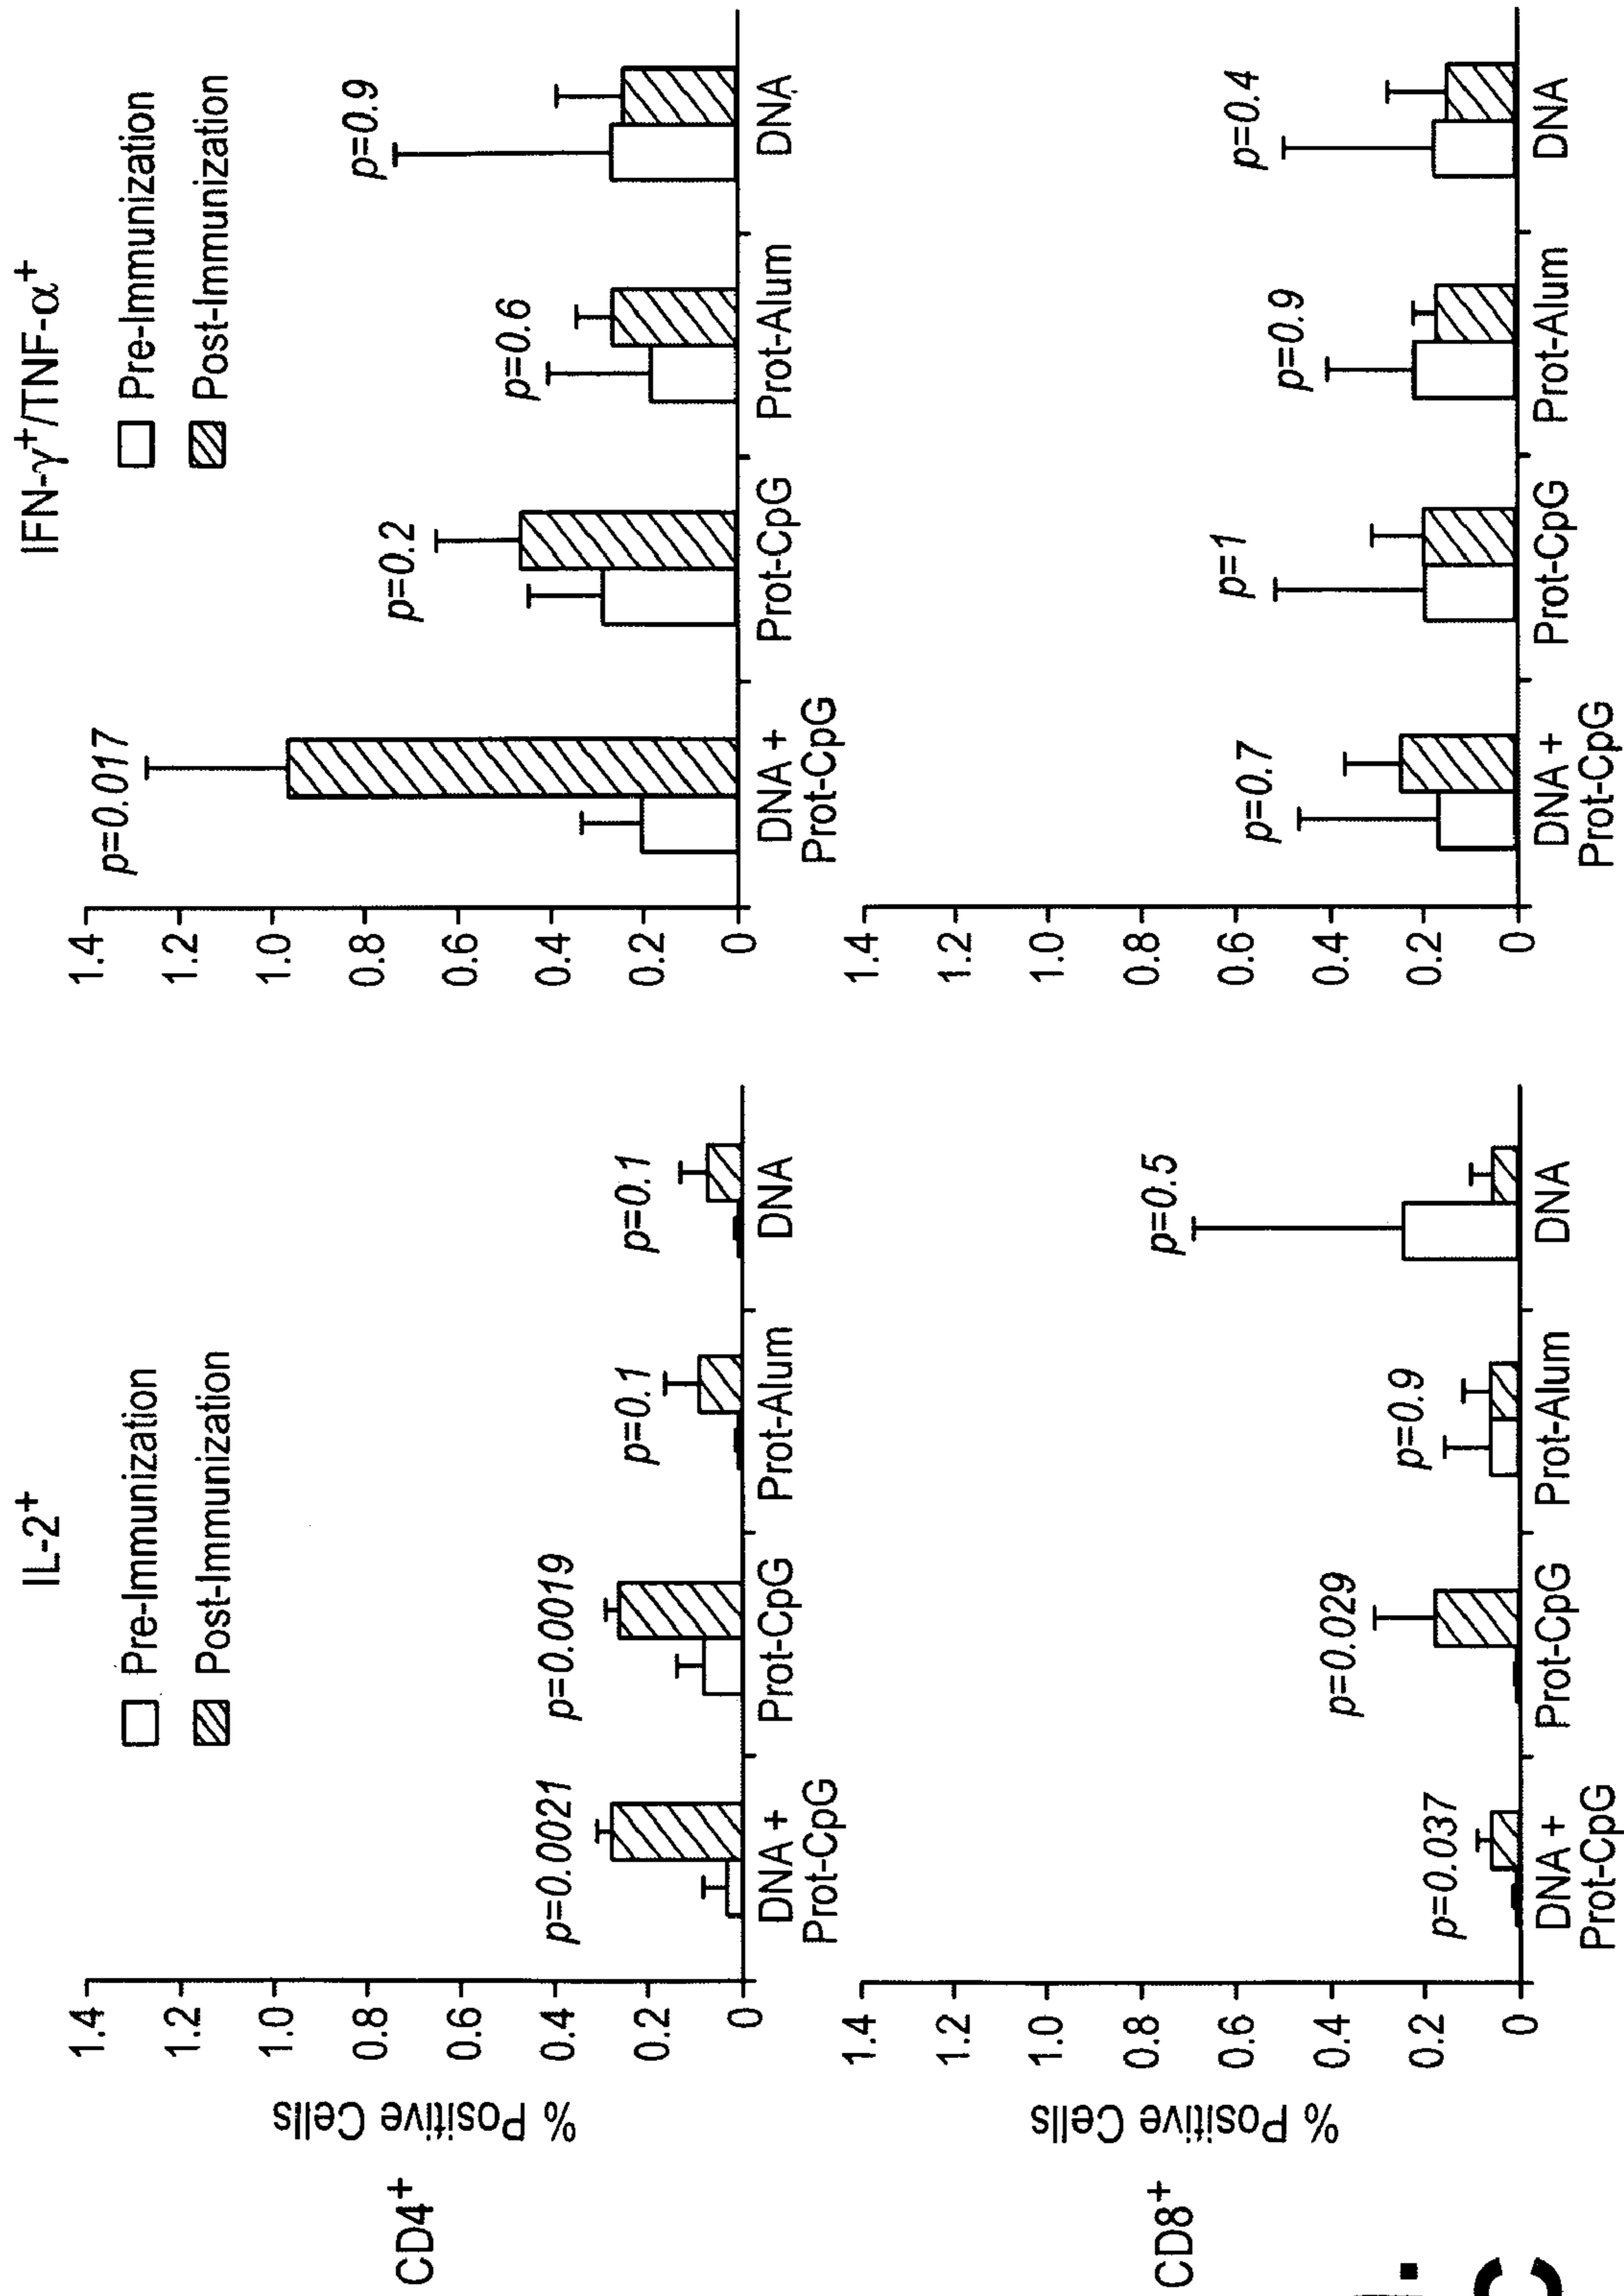 IL-2⁺
Pre-Immunization
Post-Immunization
CD4⁺
% Positive Cells
1.4
1.2
1.0
0.8
0.6
0.4
0.2
0
p=0.0021
p=0.0019
p=0.1
p=0.1
DNA +
Prot-CpG
Prot-CpG
Prot-Alum
DNA
IFN-γ⁺/TNF-α⁺
Pre-Immunization
Post-Immunization
1.4
1.2
1.0
0.8
0.6
0.4
0.2
0
p=0.017
p=0.2
p=0.6
p=0.9
DNA +
Prot-CpG
Prot-CpG
Prot-Alum
DNA
CD8⁺
% Positive Cells
1.4
1.2
1.0
0.8
0.6
0.4
0.2
0
p=0.037
p=0.029
p=0.9
p=0.5
DNA +
Prot-CpG
Prot-CpG
Prot-Alum
DNA
1.4
1.2
1.0
0.8
0.6
0.4
0.2
0
p=0.7
p=1
p=0.9
p=0.4
DNA +
Prot-CpG
Prot-CpG
Prot-Alum
DNA